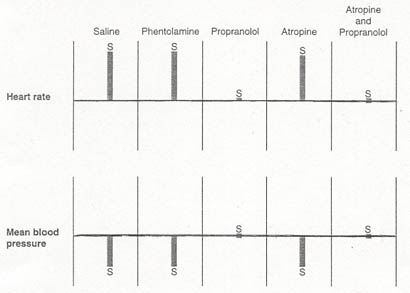 Saline
Phentolamine
Propranolol
Atropine
Atropine
and
Propranolol
Heart rate
S
S
S
S
S
Mean blood
pressure
S
S
S
S
S